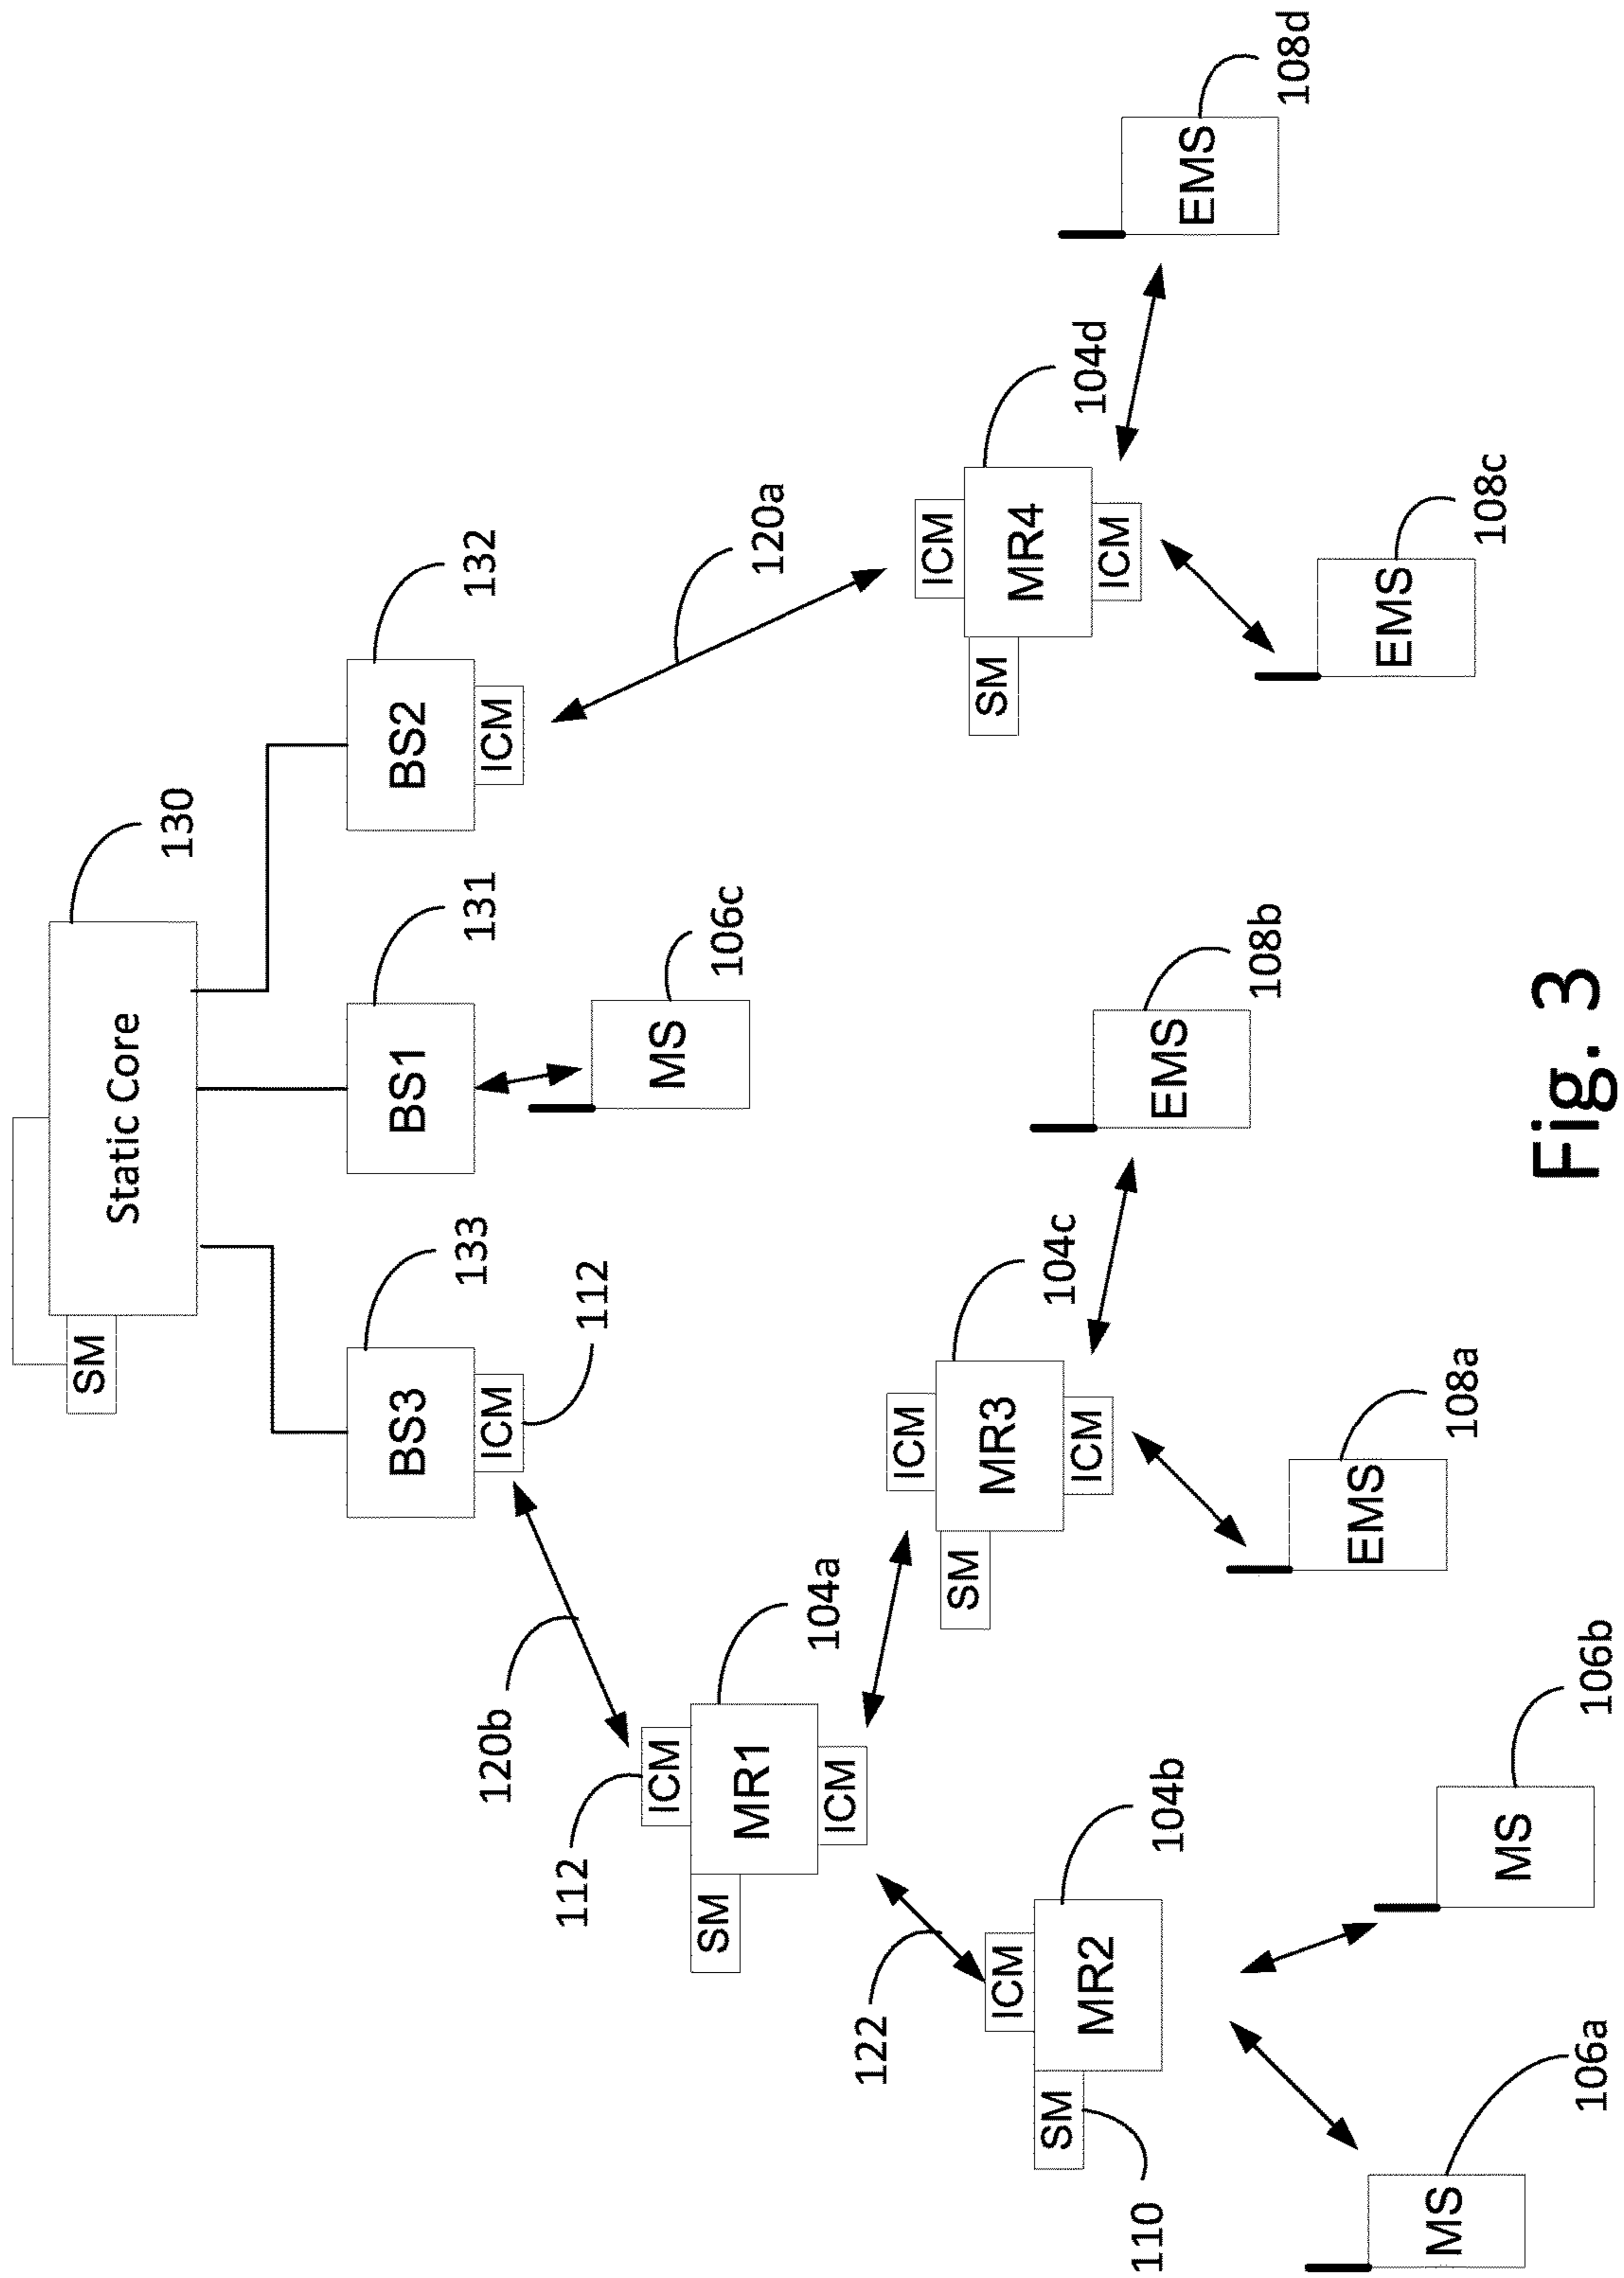 SM
Static Core
130
BS3
133
ICM
112
BS1
131
BS2
132
ICM
MS
106c
120b
120a
112
ICM
MR1
104a
SM
ICM
122
ICM
MR2
104b
SM
110
MS
106a
MS
106b
ICM
MR3
104c
SM
ICM
EMS
108a
EMS
108b
ICM
MR4
104d
SM
ICM
EMS
108c
EMS
108d
Fig. 3